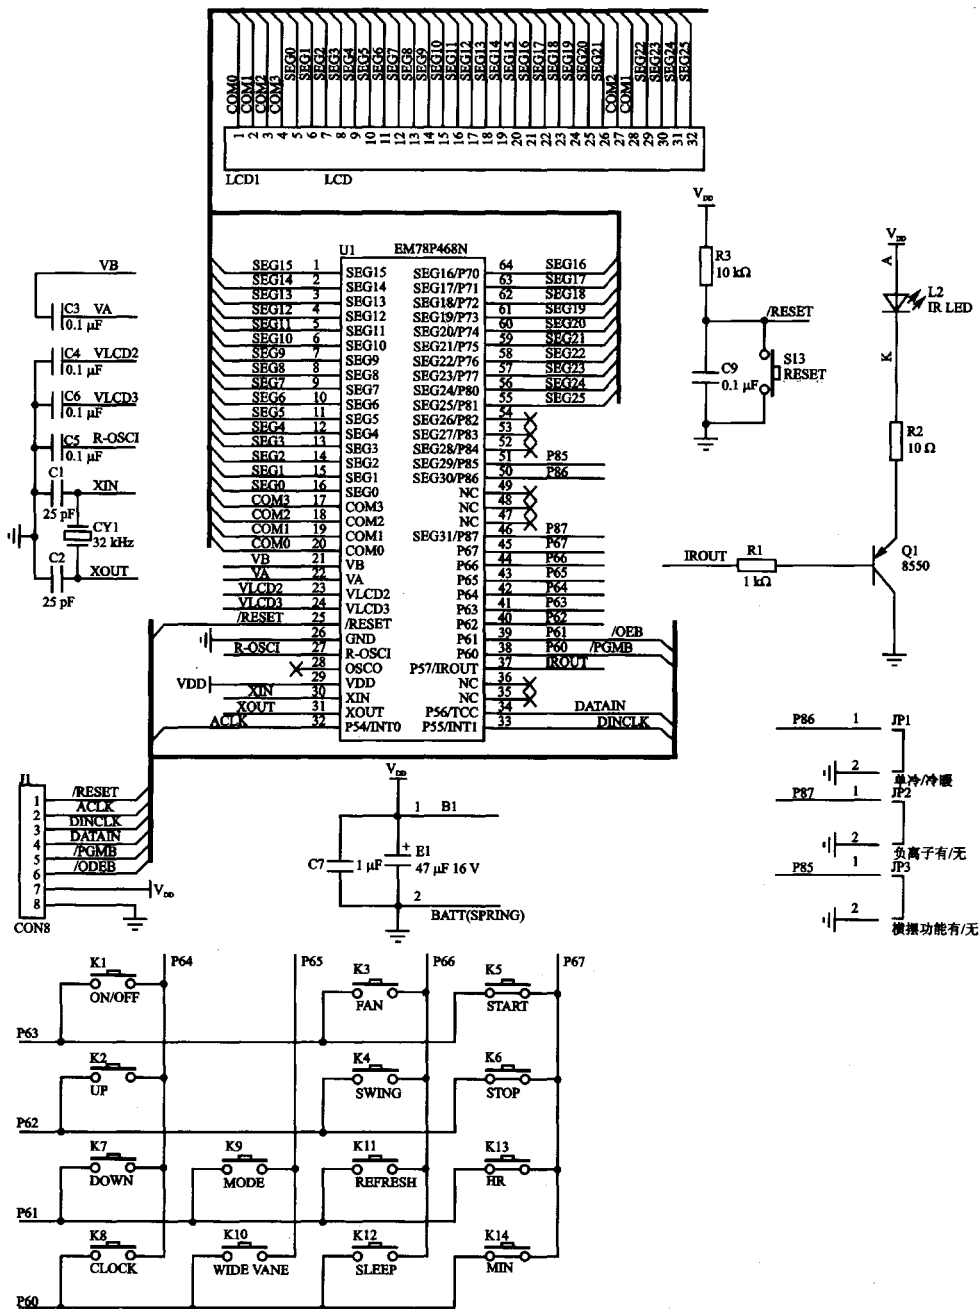 COM0
COM1
COM2
COM3
SEG0
SEG1
SEG2
SEG3
SEG4
SEG5
SEG6
SEG7
SEG8
SEG9
SEG10
SEG11
SEG12
SEG13
SEG14
SEG15
SEG16
SEG17
SEG18
SEG19
SEG20
SEG21
COM2
COM1
SEG22
SEG23
SEG24
SEG25
1 2 3 4 5 6 7 8 9 10 11 12 13 14 15 16 17 18 19 20 21 22 23 24 25 26 27 28 29 30 31 32
LCD1 LCD
U1 EM78P468N
SEG15 1 SEG15 SEG16/P70 64 SEG16
SEG14 2 SEG14 SEG17/P71 63 SEG17
SEG13 3 SEG13 SEG18/P72 62 SEG18
SEG12 4 SEG12 SEG19/P73 61 SEG19
SEG11 5 SEG11 SEG20/P74 60 SEG20
SEG10 6 SEG10 SEG21/P75 59 SEG21
SEG9 7 SEG9 SEG22/P76 58 SEG22
SEG8 8 SEG8 SEG23/P77 57 SEG23
SEG7 9 SEG7 SEG24/P80 56 SEG24
SEG6 10 SEG6 SEG25/P81 55 SEG25
SEG5 11 SEG5 SEG26/P82 54
SEG4 12 SEG4 SEG27/P83 53
SEG3 13 SEG3 SEG28/P84 52
SEG2 14 SEG2 SEG29/P85 51 P85
SEG1 15 SEG1 SEG30/P86 50 P86
SEG0 16 SEG0 NC 49
COM3 17 COM3 NC 48
COM2 18 COM2 NC 47
COM1 19 COM1 SEG31/P87 46 P87
COM0 20 COM0 P67 45 P67
VB 21 VB P66 44 P66
VA 22 VA P65 43 P65
VLCD2 23 VLCD2 P64 42 P64
VLCD3 24 VLCD3 P63 41 P63
/RESET 25 /RESET P62 40 P62
26 GND P61 39 P61 /OEB
R-OSCI 27 R-OSCI P60 38 P60 /PGMB
28 OSCO P57/IROUT 37 IROUT
VDD 29 VDD NC 36
XIN 30 XIN NC 35
XOUT 31 XOUT P56/TCC 34 DATAIN
ACLK 32 P54/INT0 P55/INT1 33 DINCLK
VB
C3 VA
0.1 μF
C4 VLCD2
0.1 μF
C6 VLCD3
0.1 μF
C5 R-OSCI
0.1 μF
C1 XIN
25 pF
CY1
32 kHz
C2 XOUT
25 pF
VDD
R3
10 kΩ
/RESET
C9
0.1 μF
S13
RESET
VDD
A
L2
IR LED
K
R2
10 Ω
IROUT R1
1 kΩ
Q1
8550
P86 1 JP1
2
单冷/冷暖
P87 1 JP2
2
负离子有/无
P85 1 JP3
2
横摆功能有/无
J1
/RESET 1
ACLK 2
DINCLK 3
DATAIN 4
/PGMB 5
/ODEB 6
7 VDD
8
CON8
VDD
1 B1
C7 1 μF
+ E1
47 μF 16 V
2
BATT(SPRING)
P64 P65 P66 P67
K1
ON/OFF
K3
FAN
K5
START
P63
K2
UP
K4
SWING
K6
STOP
P62
K7
DOWN
K9
MODE
K11
REFRESH
K13
HR
P61
K8
CLOCK
K10
WIDE VANE
K12
SLEEP
K14
MIN
P60